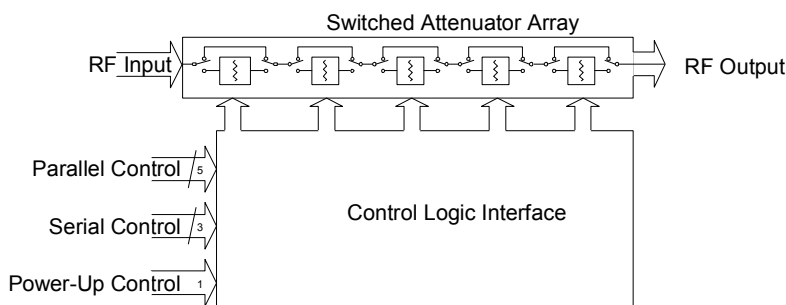 Switched Attenuator Array
RF Input
RF Output
Parallel Control 5
Control Logic Interface
Serial Control 3
Power-Up Control 1